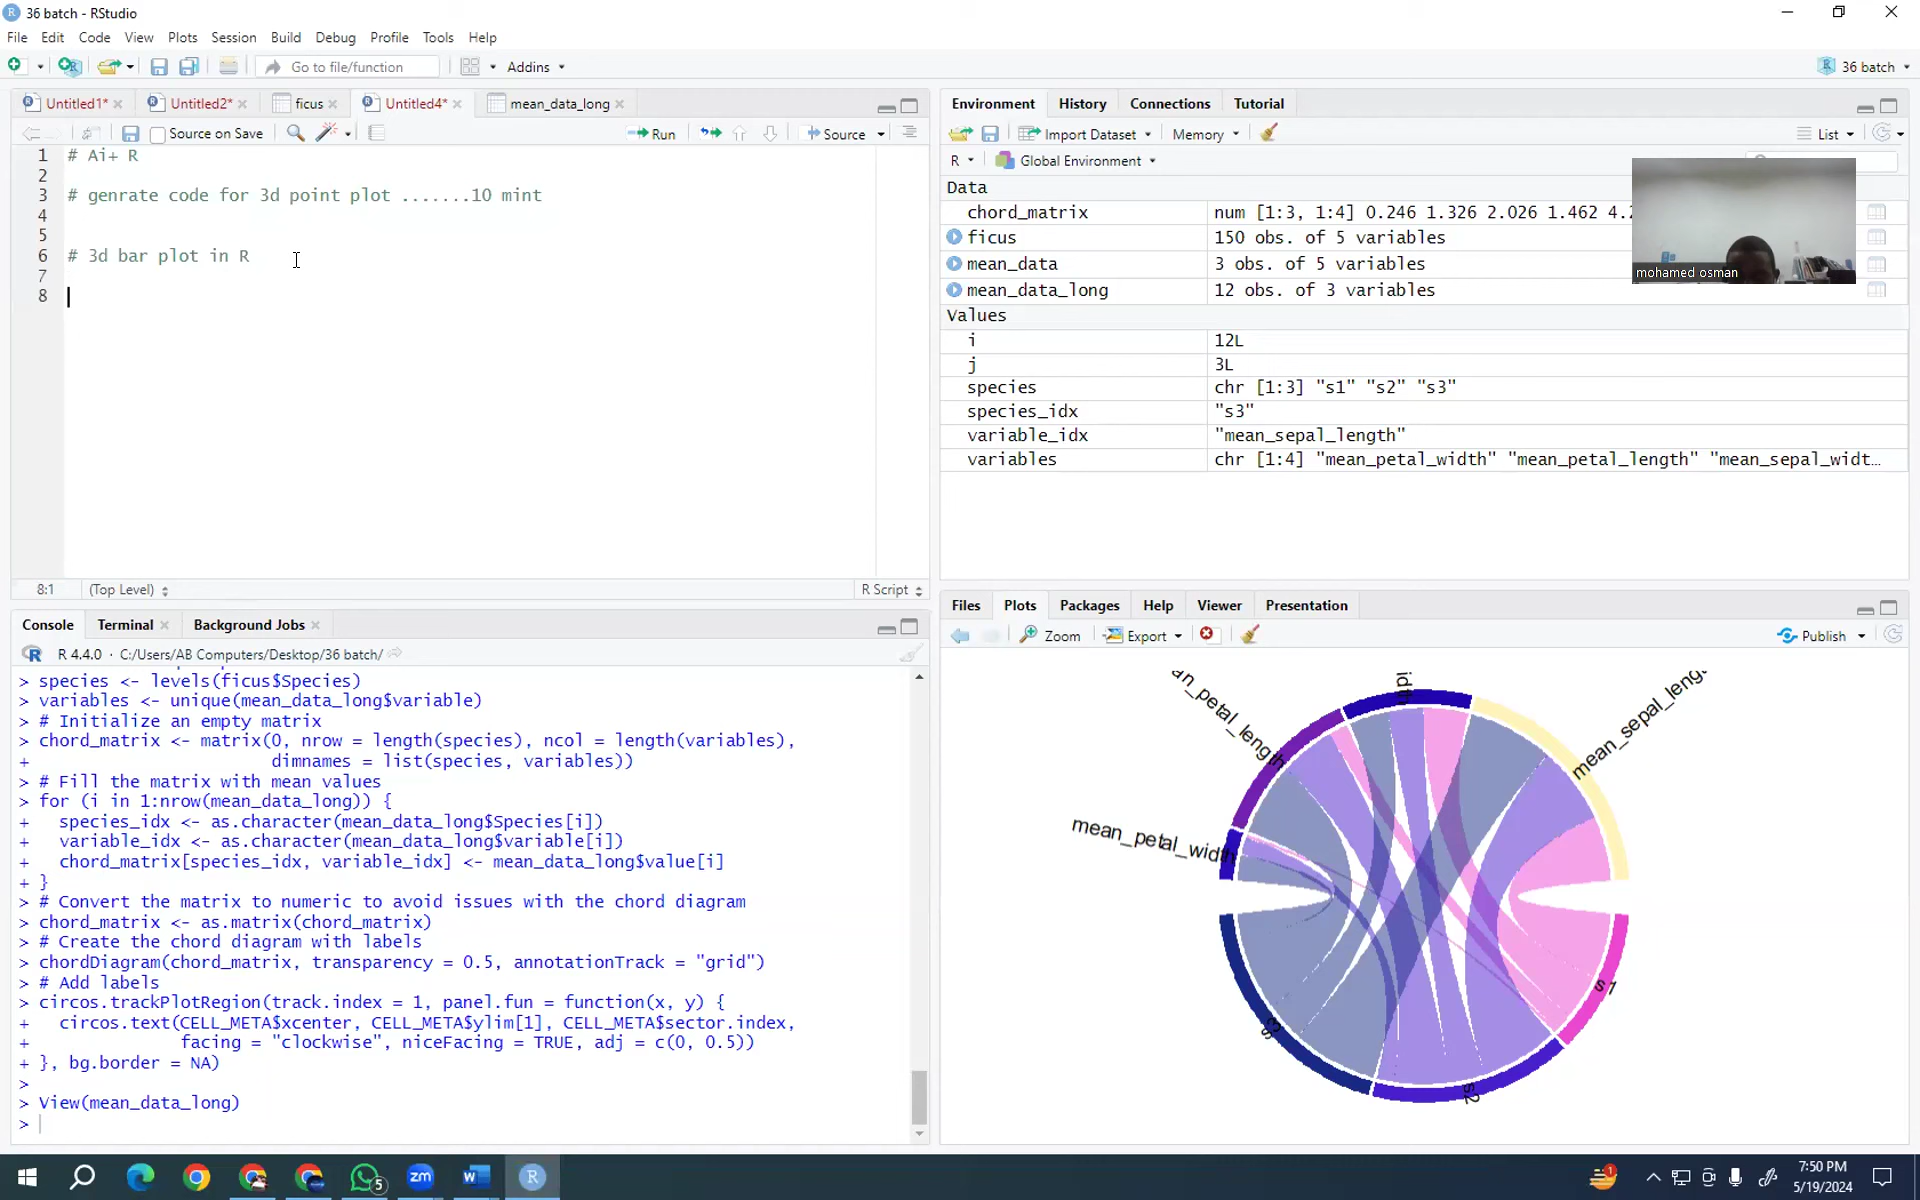 36 batch - RStudio
File Edit Code View Plots Session Build Debug Profile Tools Help
Go to file/function Addins 36 batch
Untitled1* Untitled2* ficus Untitled4* mean_data_long
Source on Save Run Source
1 # Ai+ R
2
3 # genrate code for 3d point plot .......10 mint
4
5
6 # 3d bar plot in R
7
8
8:1 (Top Level) R Script
Console Terminal Background Jobs
R 4.4.0 · C:/Users/AB Computers/Desktop/36 batch/
> species <- levels(ficus$Species)
> variables <- unique(mean_data_long$variable)
> # Initialize an empty matrix
> chord_matrix <- matrix(0, nrow = length(species), ncol = length(variables),
+ dimnames = list(species, variables))
> # Fill the matrix with mean values
> for (i in 1:nrow(mean_data_long)) {
+ species_idx <- as.character(mean_data_long$Species[i])
+ variable_idx <- as.character(mean_data_long$variable[i])
+ chord_matrix[species_idx, variable_idx] <- mean_data_long$value[i]
+ }
> # Convert the matrix to numeric to avoid issues with the chord diagram
> chord_matrix <- as.matrix(chord_matrix)
> # Create the chord diagram with labels
> chordDiagram(chord_matrix, transparency = 0.5, annotationTrack = "grid")
> # Add labels
> circos.trackPlotRegion(track.index = 1, panel.fun = function(x, y) {
+ circos.text(CELL_META$xcenter, CELL_META$ylim[1], CELL_META$sector.index,
+ facing = "clockwise", niceFacing = TRUE, adj = c(0, 0.5))
+ }, bg.border = NA)
>
> View(mean_data_long)
>
Environment History Connections Tutorial
Import Dataset Memory List
R Global Environment
Data
chord_matrix num [1:3, 1:4] 0.246 1.326 2.026 1.462 4.2
ficus 150 obs. of 5 variables
mean_data 3 obs. of 5 variables
mean_data_long 12 obs. of 3 variables
Values
i 12L
j 3L
species chr [1:3] "s1" "s2" "s3"
species_idx "s3"
variable_idx "mean_sepal_length"
variables chr [1:4] "mean_petal_width" "mean_petal_length" "mean_sepal_widt…
mohamed osman
Files Plots Packages Help Viewer Presentation
Zoom Export Publish
an_petal_length
idth
mean_sepal_leng
mean_petal_width
s1
s3
s2
5 zm W R 1
7:50 PM
5/19/2024